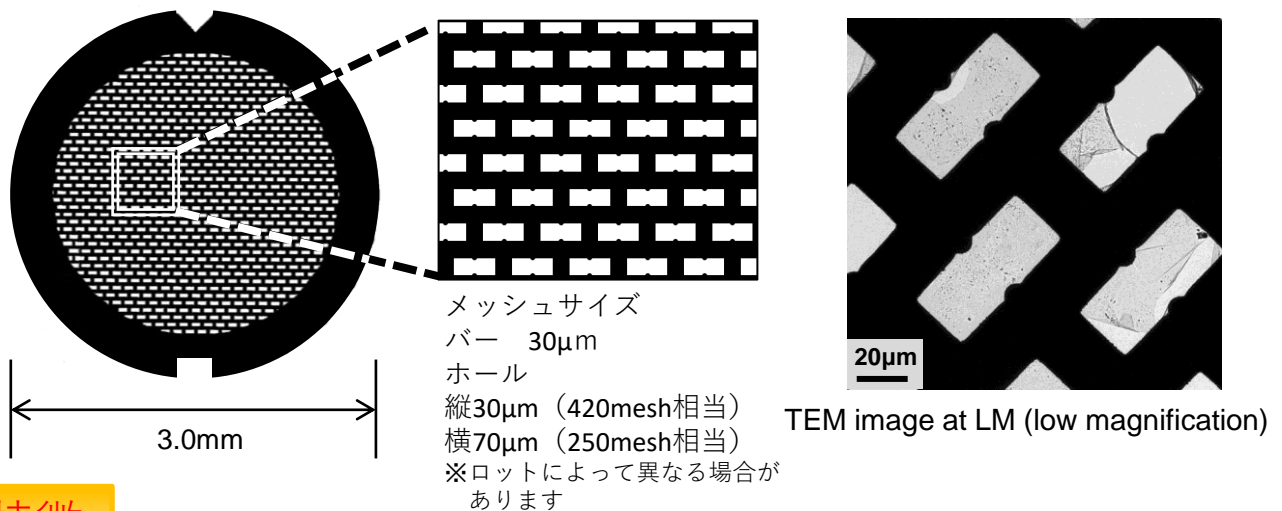 3.0mm
メッシュサイズ
バー　30μm
ホール
縦30μm（420mesh相当）
横70μm（250mesh相当）
※ロットによって異なる場合が
あります
20μm
TEM image at LM (low magnification)